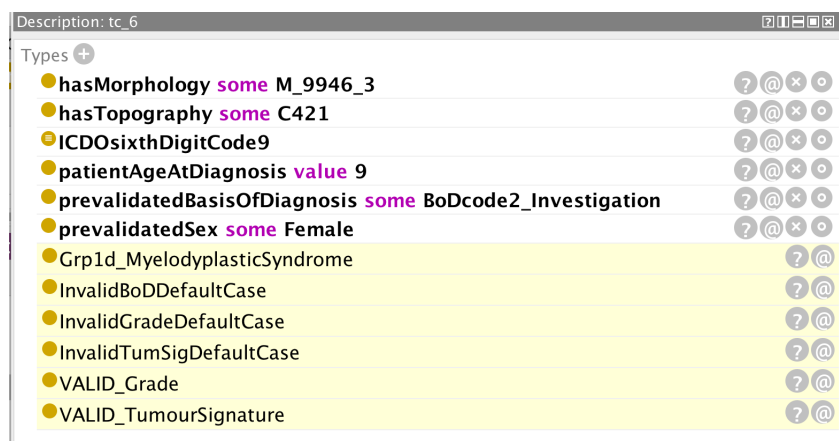 Description: tc_6
Types
hasMorphology some M_9946_3
hasTopography some C421
ICDOsixthDigitCode9
patientAgeAtDiagnosis value 9
prevalidatedBasisOfDiagnosis some BoDcode2_Investigation
prevalidatedSex some Female
Grp1d_MyelodyplasticSyndrome
InvalidBoDDefaultCase
InvalidGradeDefaultCase
InvalidTumSigDefaultCase
VALID_Grade
VALID_TumourSignature